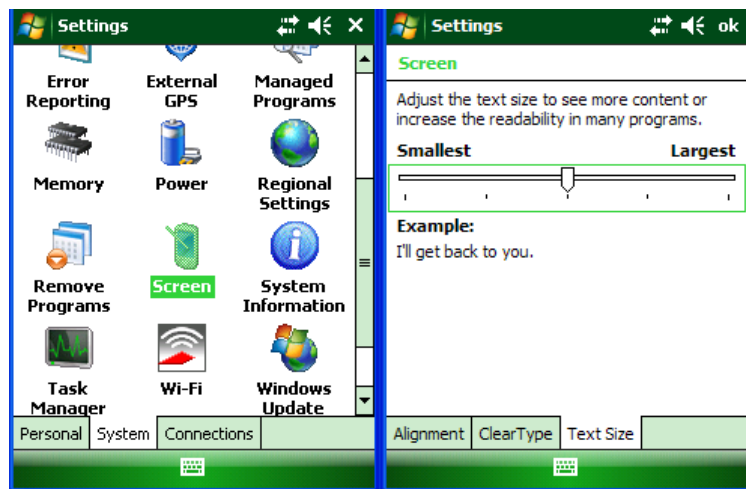 Settings
Error Reporting
External GPS
Managed Programs
Memory
Power
Regional Settings
Remove Programs
Screen
System Information
Task Manager
Wi-Fi
Windows Update
Personal System Connections
Settings ok
Screen
Adjust the text size to see more content or
increase the readability in many programs.
Smallest Largest
Example:
I'll get back to you.
Alignment ClearType Text Size